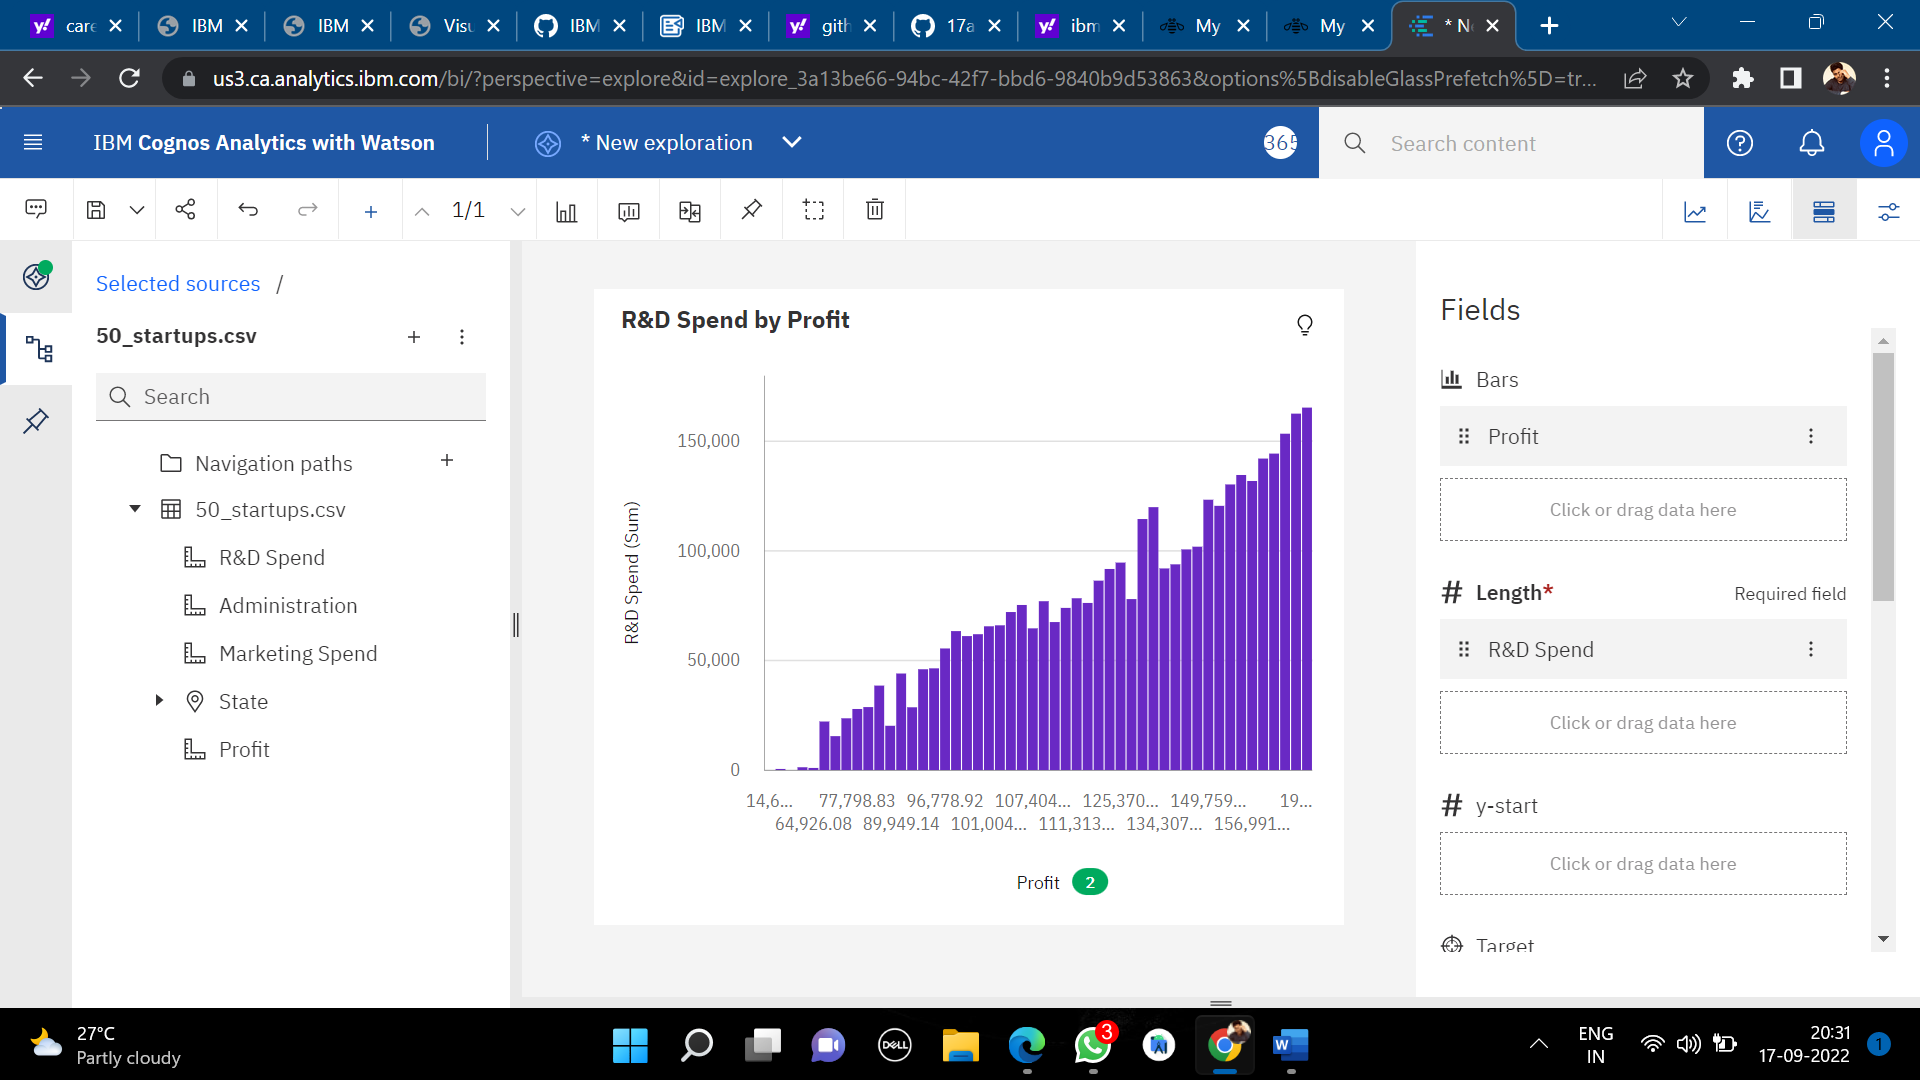 care
IBM
IBM
Visu
IBM
IBM
gith
17a
ibm
My
My
* Ne
us3.ca.analytics.ibm.com/bi/?perspective=explore&id=explore_3a13be66-94bc-42f7-bbd6-9840b9d53863&options%5BdisableGlassPrefetch%5D=tr...
IBM Cognos Analytics with Watson
* New exploration
365
Search content
1/1
Selected sources /
50_startups.csv
Search
Navigation paths
50_startups.csv
R&D Spend
Administration
Marketing Spend
State
Profit
R&D Spend by Profit
R&D Spend (Sum)
150,000
100,000
50,000
0
14,6... 77,798.83 96,778.92 107,404... 125,370... 149,759... 19...
64,926.08 89,949.14 101,004... 111,313... 134,307... 156,991...
Profit 2
Fields
Bars
Profit
Click or drag data here
Length* Required field
R&D Spend
Click or drag data here
y-start
Click or drag data here
Target
27°C
Partly cloudy
DELL
3
AI
W
ENG
IN
20:31
17-09-2022
1